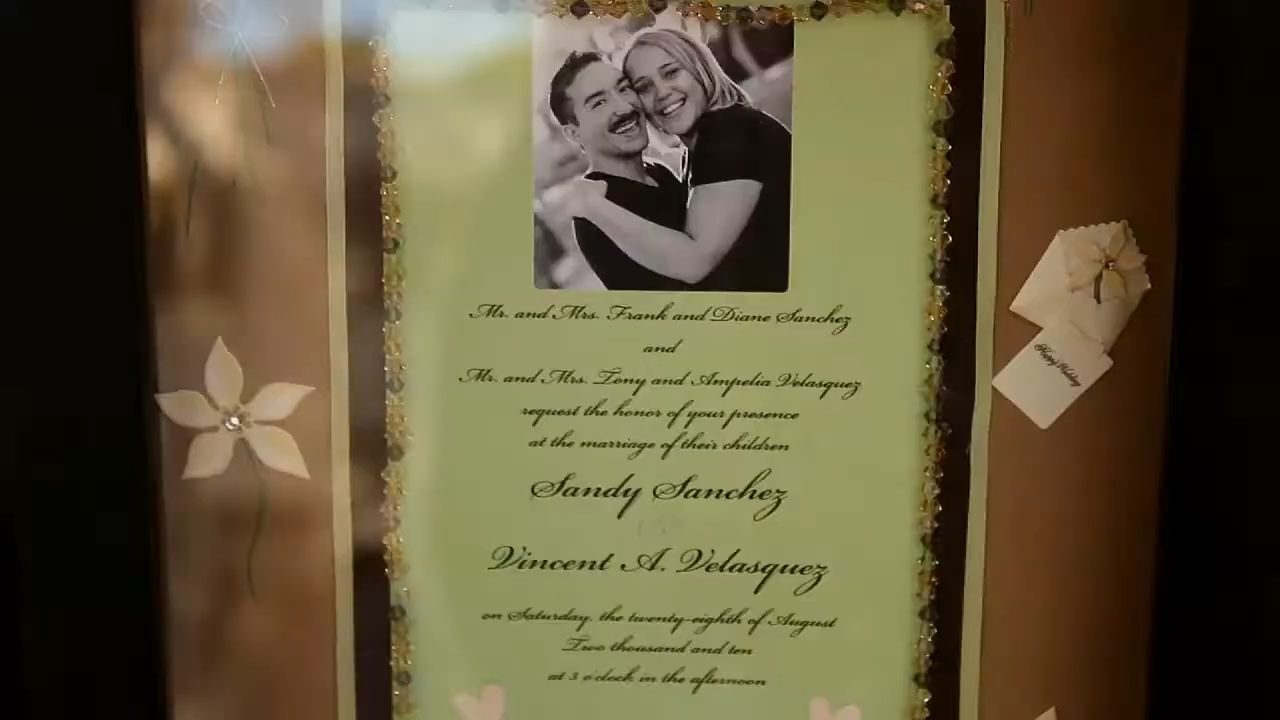 Mr. and Mrs. Frank and Diane Sanchez
and
Mr. and Mrs. Tony and Ampelia Velasquez
request the honor of your presence
at the marriage of their children
Sandy Sanchez
Vincent A. Velasquez
on Saturday, the twenty-eighth of August
Two thousand and ten
at 3 o'clock in the afternoon
Happy Wedding